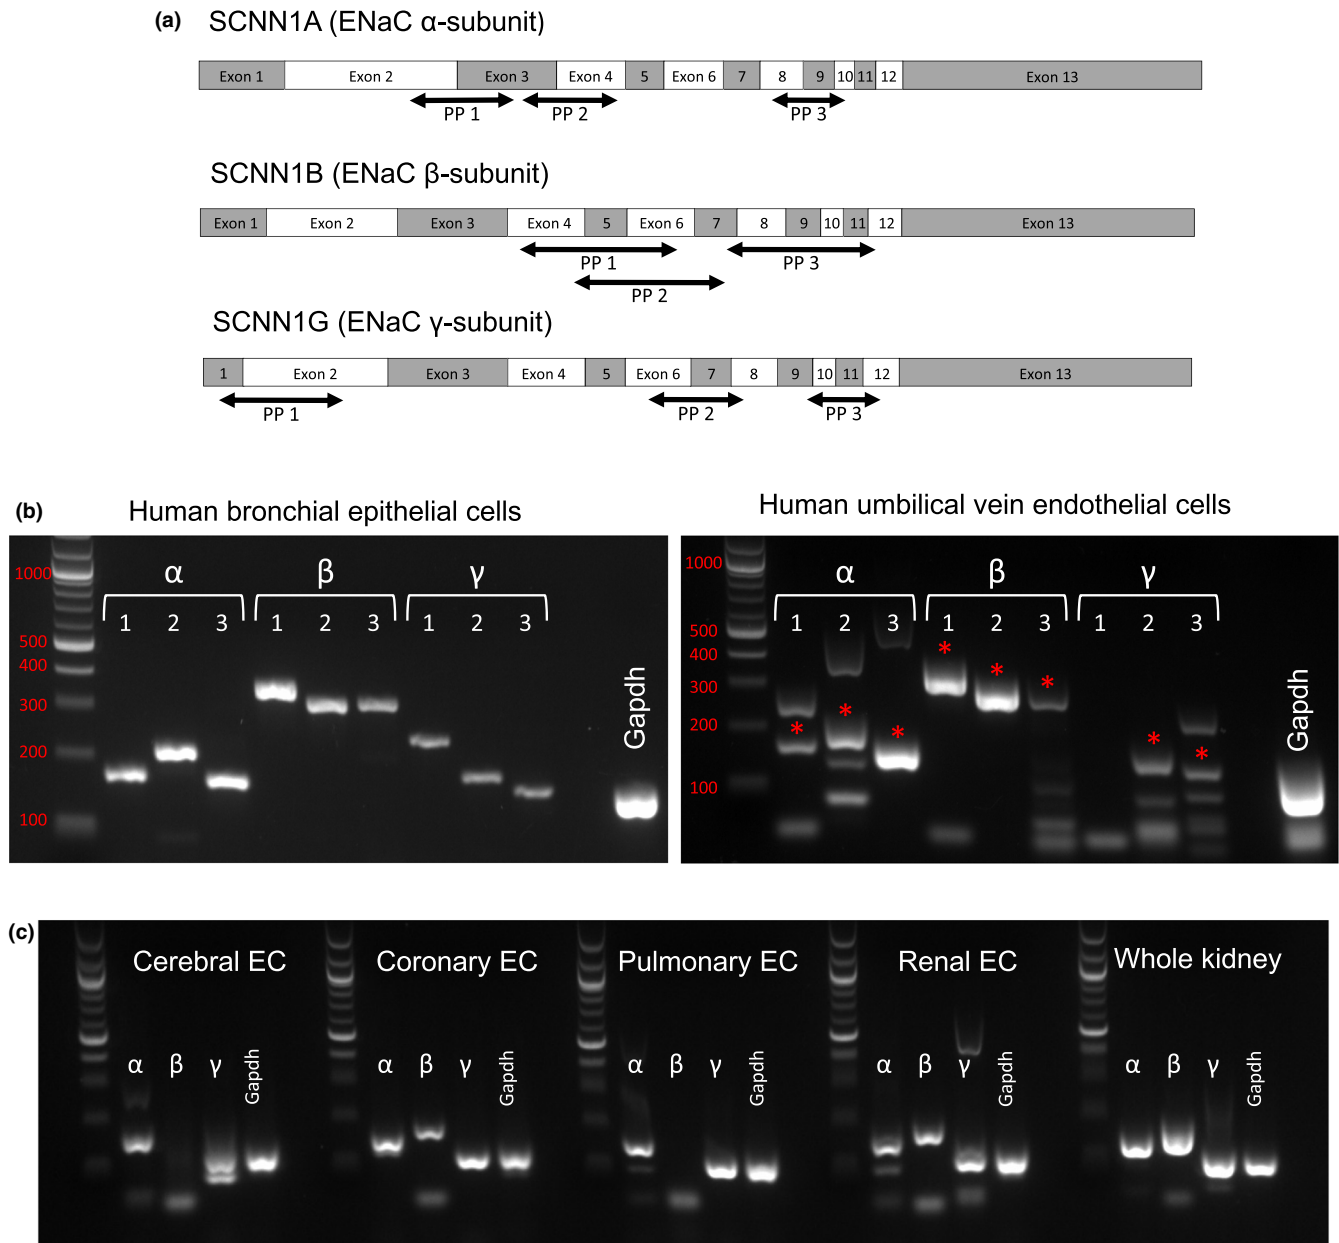 (a) SCNN1A (ENaC α-subunit)
Exon 1 Exon 2 Exon 3 Exon 4 5 Exon 6 7 8 9 10 11 12 Exon 13
PP 1 PP 2 PP 3
SCNN1B (ENaC β-subunit)
Exon 1 Exon 2 Exon 3 Exon 4 5 Exon 6 7 8 9 10 11 12 Exon 13
PP 1 PP 3
PP 2
SCNN1G (ENaC γ-subunit)
1 Exon 2 Exon 3 Exon 4 5 Exon 6 7 8 9 10 11 12 Exon 13
PP 1 PP 2 PP 3
(b) Human bronchial epithelial cells
α β γ
1000
1 2 3 1 2 3 1 2 3
500
400
300
200
100
Gapdh
Human umbilical vein endothelial cells
1000
α β γ
1 2 3 1 2 3 1 2 3
500
400
* * *
300
* * *
200
* *
100
Gapdh
(c)
Cerebral EC Coronary EC Pulmonary EC Renal EC Whole kidney
α β γ Gapdh α β γ Gapdh α β γ Gapdh α β γ Gapdh α β γ Gapdh